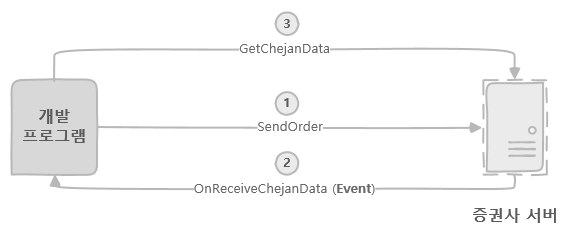 3
GetChejanData
개발
프로그램
1
SendOrder
2
OnReceiveChejanData (Event)
증권사 서버